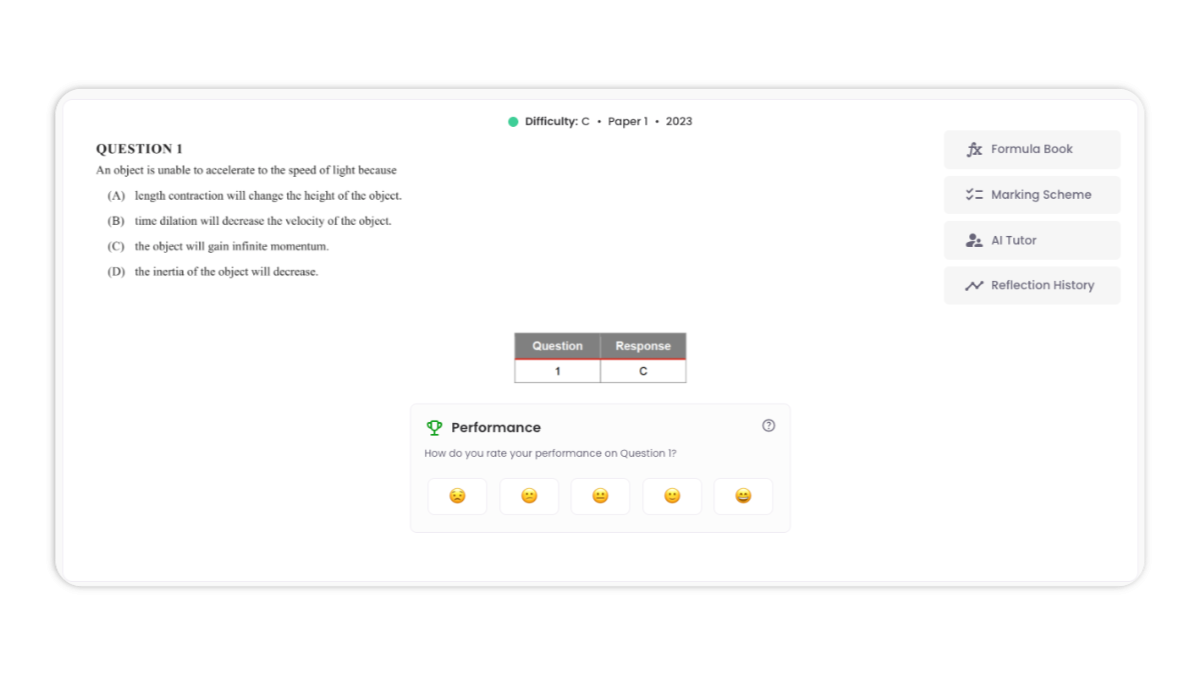 Difficulty: C • Paper 1 • 2023
QUESTION 1
An object is unable to accelerate to the speed of light because
(A) length contraction will change the height of the object.
(B) time dilation will decrease the velocity of the object.
(C) the object will gain infinite momentum.
(D) the inertia of the object will decrease.
Formula Book
Marking Scheme
AI Tutor
Reflection History
Question Response
1 C
Performance
How do you rate your performance on Question 1?